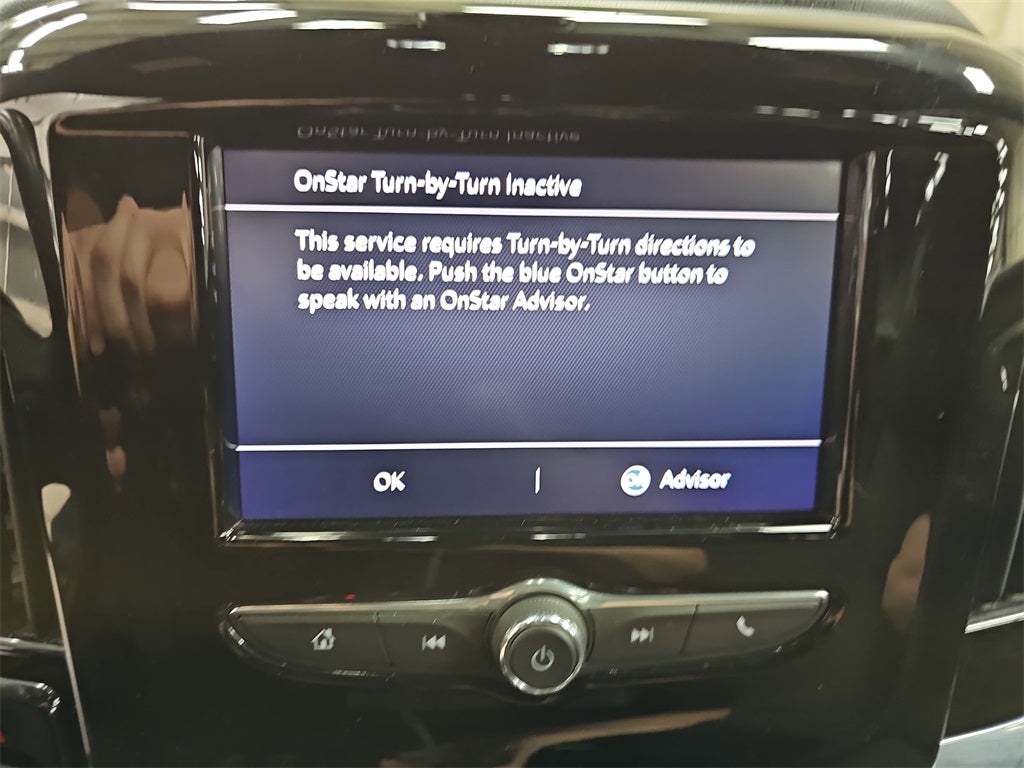 OnStar Turn-by-Turn Inactive
This service requires Turn-by-Turn directions to
be available. Push the blue OnStar button to
speak with an OnStar Advisor.
OK | Advisor